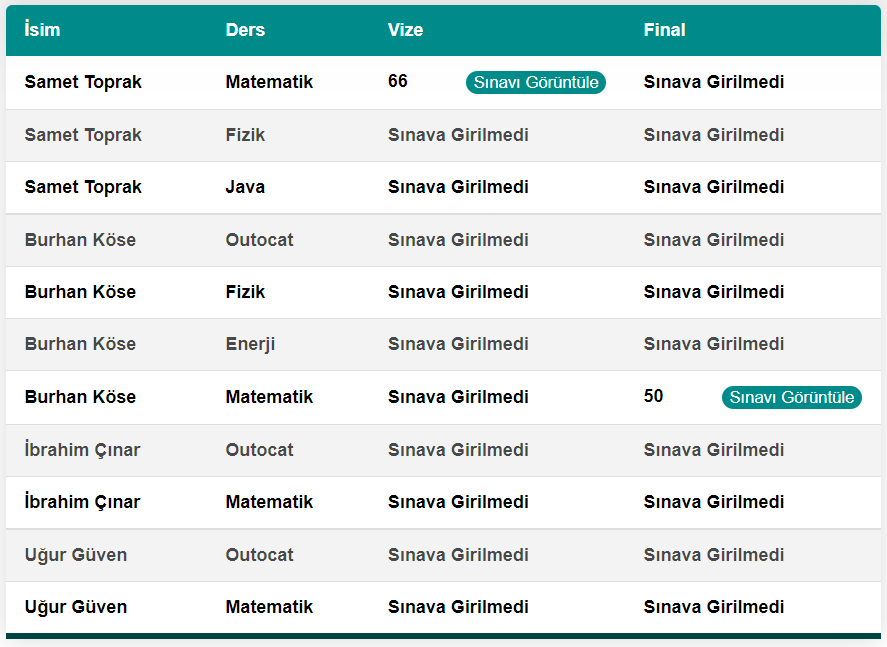 İsim Ders Vize Final
Samet Toprak Matematik 66 Sınavı Görüntüle Sınava Girilmedi
Samet Toprak Fizik Sınava Girilmedi Sınava Girilmedi
Samet Toprak Java Sınava Girilmedi Sınava Girilmedi
Burhan Köse Outocat Sınava Girilmedi Sınava Girilmedi
Burhan Köse Fizik Sınava Girilmedi Sınava Girilmedi
Burhan Köse Enerji Sınava Girilmedi Sınava Girilmedi
Burhan Köse Matematik Sınava Girilmedi 50 Sınavı Görüntüle
İbrahim Çınar Outocat Sınava Girilmedi Sınava Girilmedi
İbrahim Çınar Matematik Sınava Girilmedi Sınava Girilmedi
Uğur Güven Outocat Sınava Girilmedi Sınava Girilmedi
Uğur Güven Matematik Sınava Girilmedi Sınava Girilmedi